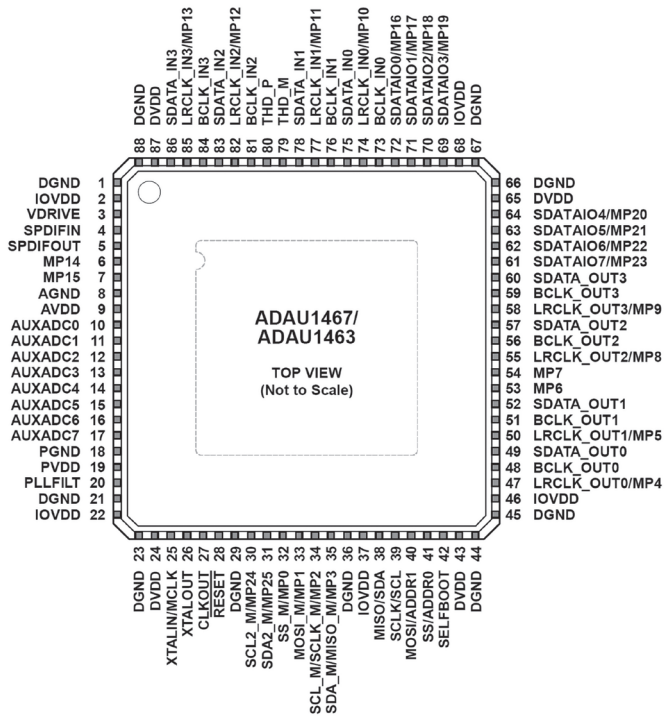 88 DGND
87 DVDD
86 SDATA_IN3
85 LRCLK_IN3/MP13
84 BCLK_IN3
83 SDATA_IN2
82 LRCLK_IN2/MP12
81 BCLK_IN2
80 THD_P
79 THD_M
78 SDATA_IN1
77 LRCLK_IN1/MP11
76 BCLK_IN1
75 SDATA_IN0
74 LRCLK_IN0/MP10
73 BCLK_IN0
72 SDATAIO0/MP16
71 SDATAIO1/MP17
70 SDATAIO2/MP18
69 SDATAIO3/MP19
68 IOVDD
67 DGND
DGND 1
IOVDD 2
VDRIVE 3
SPDIFIN 4
SPDIFOUT 5
MP14 6
MP15 7
AGND 8
AVDD 9
AUXADC0 10
AUXADC1 11
AUXADC2 12
AUXADC3 13
AUXADC4 14
AUXADC5 15
AUXADC6 16
AUXADC7 17
PGND 18
PVDD 19
PLLFILT 20
DGND 21
IOVDD 22
ADAU1467/
ADAU1463
TOP VIEW
(Not to Scale)
66 DGND
65 DVDD
64 SDATAIO4/MP20
63 SDATAIO5/MP21
62 SDATAIO6/MP22
61 SDATAIO7/MP23
60 SDATA_OUT3
59 BCLK_OUT3
58 LRCLK_OUT3/MP9
57 SDATA_OUT2
56 BCLK_OUT2
55 LRCLK_OUT2/MP8
54 MP7
53 MP6
52 SDATA_OUT1
51 BCLK_OUT1
50 LRCLK_OUT1/MP5
49 SDATA_OUT0
48 BCLK_OUT0
47 LRCLK_OUT0/MP4
46 IOVDD
45 DGND
DGND 23
DVDD 24
XTALIN/MCLK 25
XTALOUT 26
CLKOUT 27
RESET 28
DGND 29
SCL2_M/MP24 30
SDA2_M/MP25 31
SS_M/MP0 32
MOSI_M/MP1 33
SCL_M/SCLK_M/MP2 34
SDA_M/MISO_M/MP3 35
DGND 36
IOVDD 37
MISO/SDA 38
SCLK/SCL 39
MOSI/ADDR1 40
SS/ADDR0 41
SELFBOOT 42
DVDD 43
DGND 44